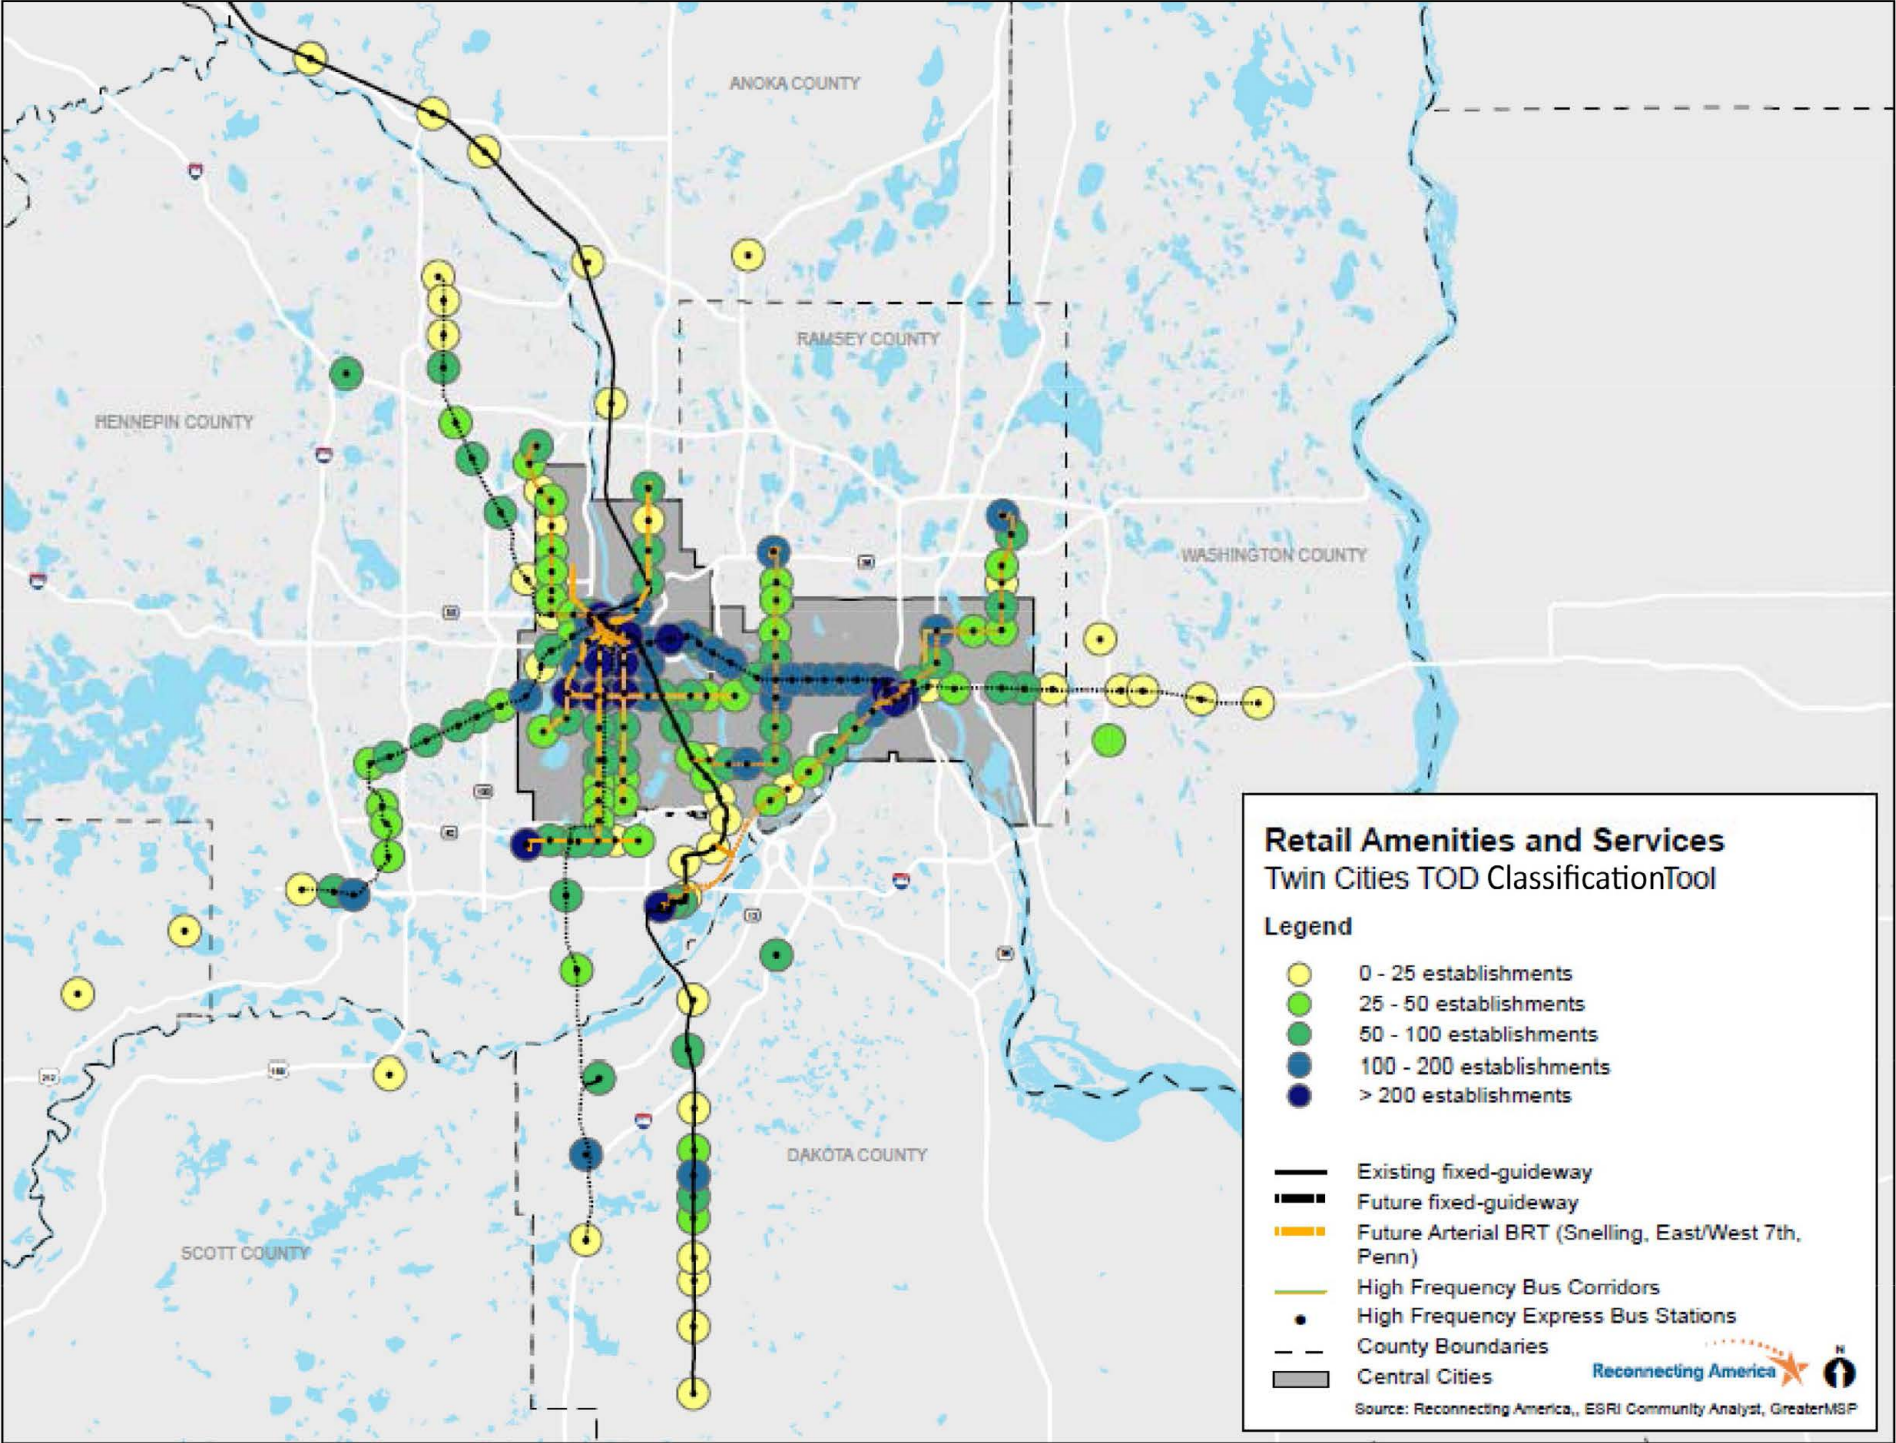 ANOKA COUNTY
RAMSEY COUNTY
HENNEPIN COUNTY
WASHINGTON COUNTY
DAKOTA COUNTY
SCOTT COUNTY
Retail Amenities and Services
Twin Cities TOD ClassificationTool
Legend
0 - 25 establishments
25 - 50 establishments
50 - 100 establishments
100 - 200 establishments
> 200 establishments
Existing fixed-guideway
Future fixed-guideway
Future Arterial BRT (Snelling, East/West 7th,
Penn)
High Frequency Bus Corridors
High Frequency Express Bus Stations
County Boundaries
Central Cities
Reconnecting America
N
Source: Reconnecting America,, ESRI Community Analyst, GreaterMSP